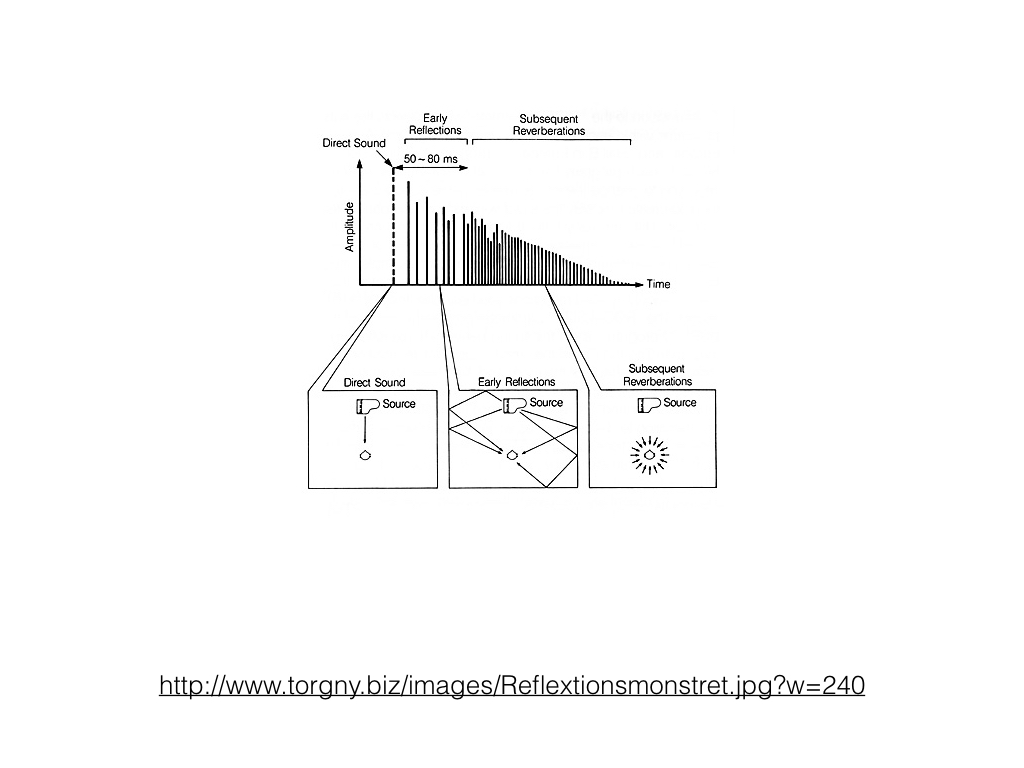 Early
Reflections
Subsequent
Reverberations
Direct Sound
50~80 ms
Amplitude
Time
Direct Sound
Source
Early Reflections
Source
Subsequent
Reverberations
Source
http://www.torgny.biz/images/Reflextionsmonstret.jpg?w=240